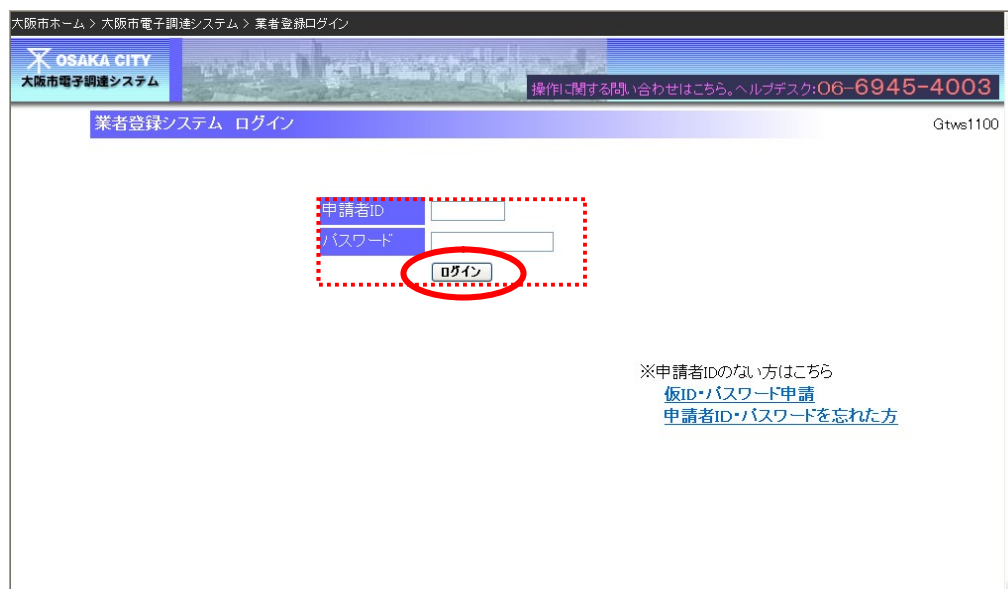 大阪市ホーム > 大阪市電子調達システム > 業者登録ログイン
OSAKA CITY
大阪市電子調達システム
操作に関する問い合わせはこちら。ヘルプデスク:06-6945-4003
業者登録システム ログイン
Gtws1100
申請者ID
パスワード
ログイン
※申請者IDのない方はこちら
仮ID・パスワード申請
申請者ID・パスワードを忘れた方